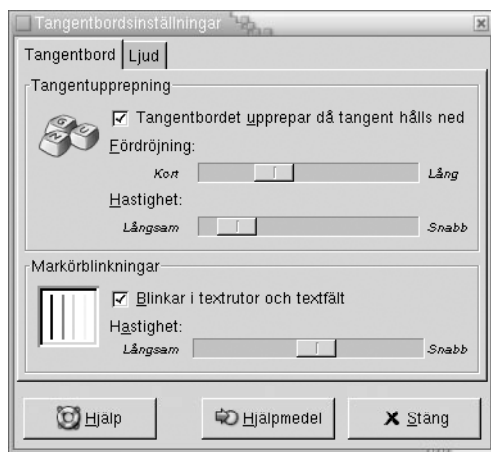 Tangentbordsinställningar
Tangentbord Ljud
Tangentupprepning
G U N
Tangentbordet upprepar då tangent hålls ned
Fördröjning:
Kort Lång
Hastighet:
Långsam Snabb
Markörblinkningar
Blinkar i textrutor och textfält
Hastighet:
Långsam Snabb
Hjälp Hjälpmedel Stäng